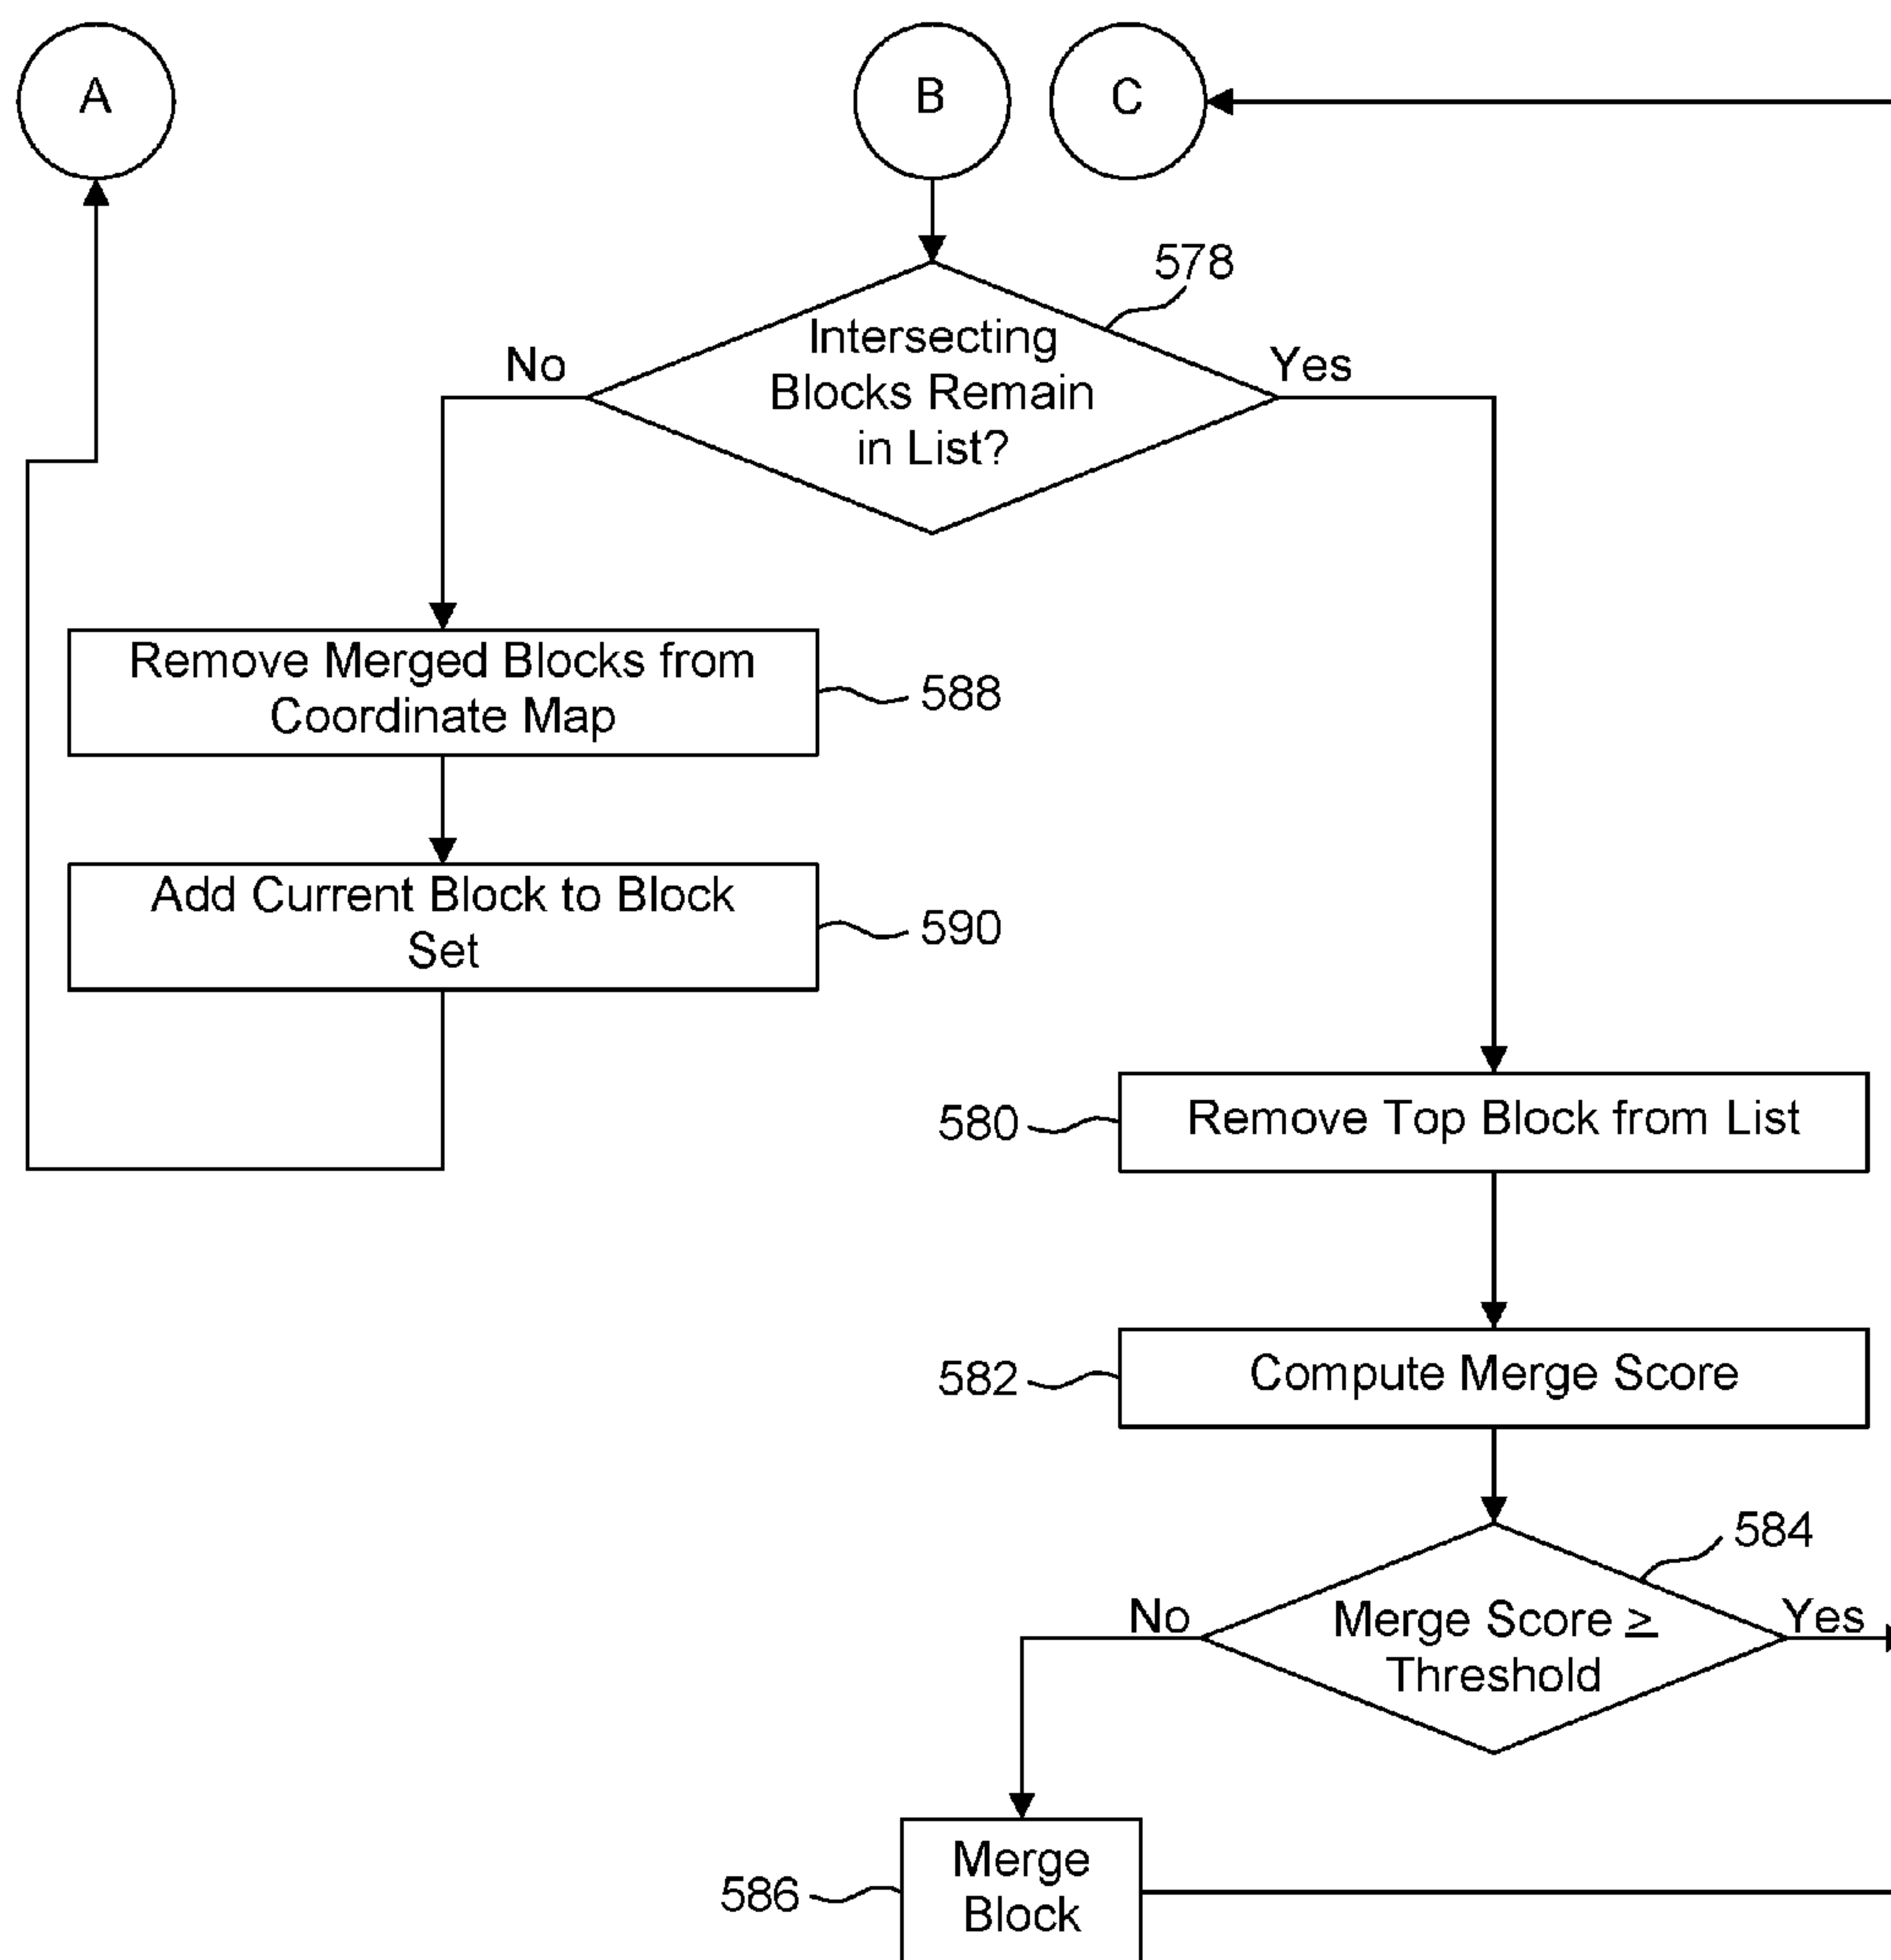 A
B
C
578
Intersecting
Blocks Remain
in List?
No
Yes
Remove Merged Blocks from
Coordinate Map
588
Add Current Block to Block
Set
590
580
Remove Top Block from List
582
Compute Merge Score
584
No
Merge Score ≥
Threshold
Yes
586
Merge
Block